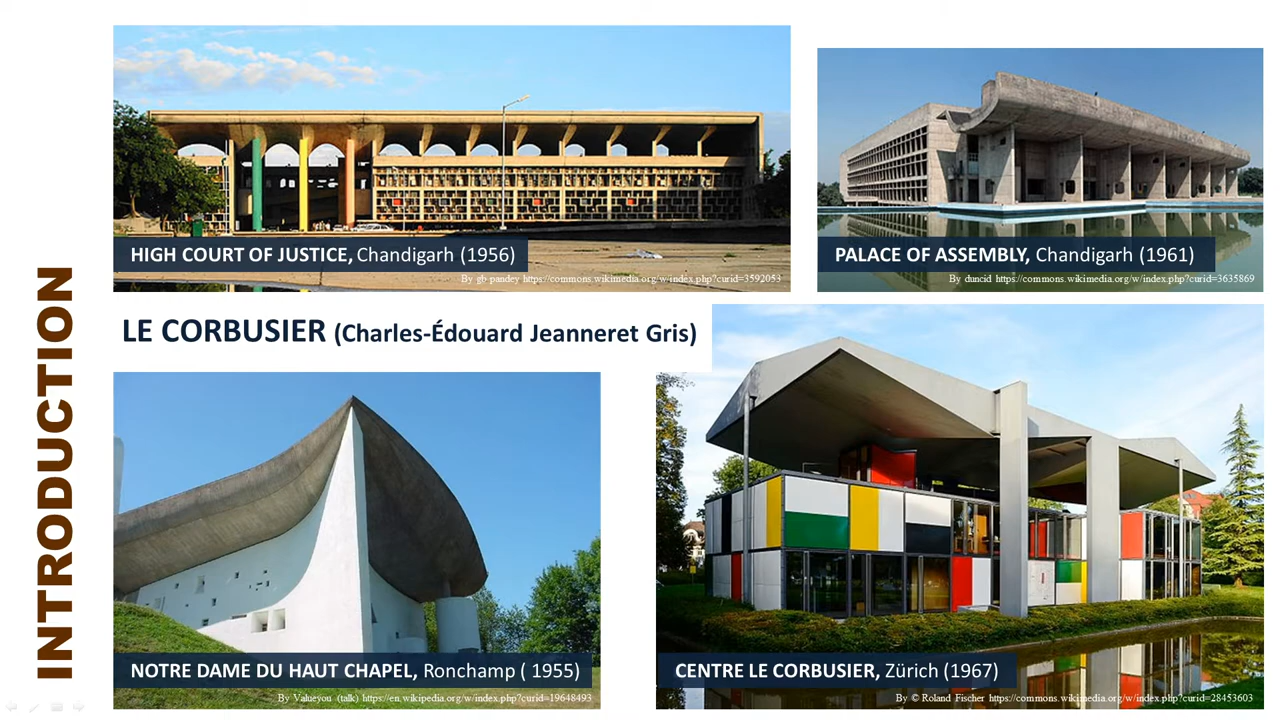 INTRODUCTION
HIGH COURT OF JUSTICE, Chandigarh (1956)
By gb pandey https://commons.wikimedia.org/w/index.php?curid=3592053
PALACE OF ASSEMBLY, Chandigarh (1961)
By duncid https://commons.wikimedia.org/w/index.php?curid=3635869
LE CORBUSIER (Charles-Édouard Jeanneret Gris)
NOTRE DAME DU HAUT CHAPEL, Ronchamp ( 1955)
By Valueyou (talk) https://en.wikipedia.org/w/index.php?curid=19648493
CENTRE LE CORBUSIER, Zürich (1967)
By © Roland Fischer https://commons.wikimedia.org/w/index.php?curid=28453603